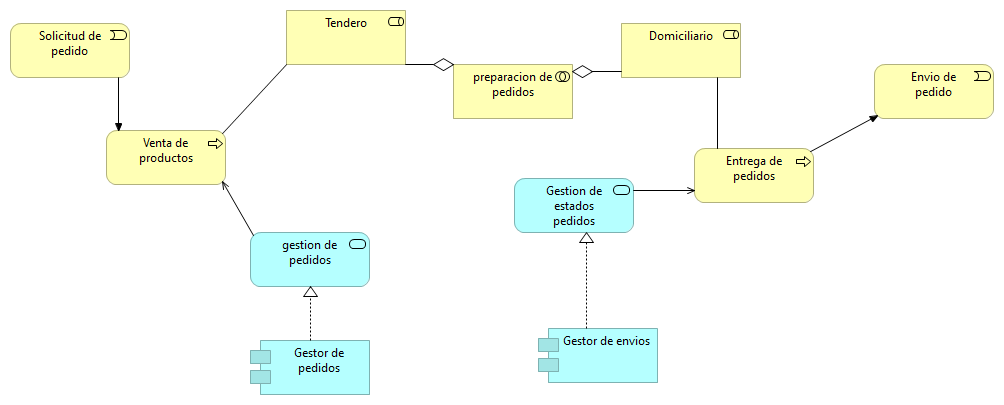 Solicitud de
pedido
Tendero
Domiciliario
preparacion de
pedidos
Envio de
pedido
Venta de
productos
Entrega de
pedidos
Gestion de
estados
pedidos
gestion de
pedidos
Gestor de envios
Gestor de
pedidos